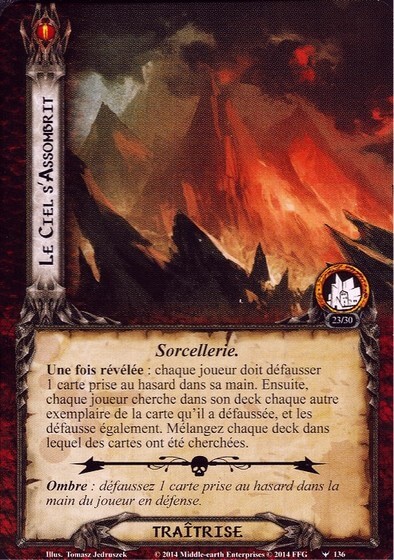 LE CIEL S'ASSOMBRIT
23/30
Sorcellerie.
Une fois révélée : chaque joueur doit défausser
1 carte prise au hasard dans sa main. Ensuite,
chaque joueur cherche dans son deck chaque autre
exemplaire de la carte qu'il a défaussée, et les
défausse également. Mélangez chaque deck dans
lequel des cartes ont été cherchées.
Ombre : défaussez 1 carte prise au hasard dans la
main du joueur en défense.
TRAÎTRISE
Illus. Tomasz Jedruszek © 2014 Middle-earth Enterprises © 2014 FFG 136